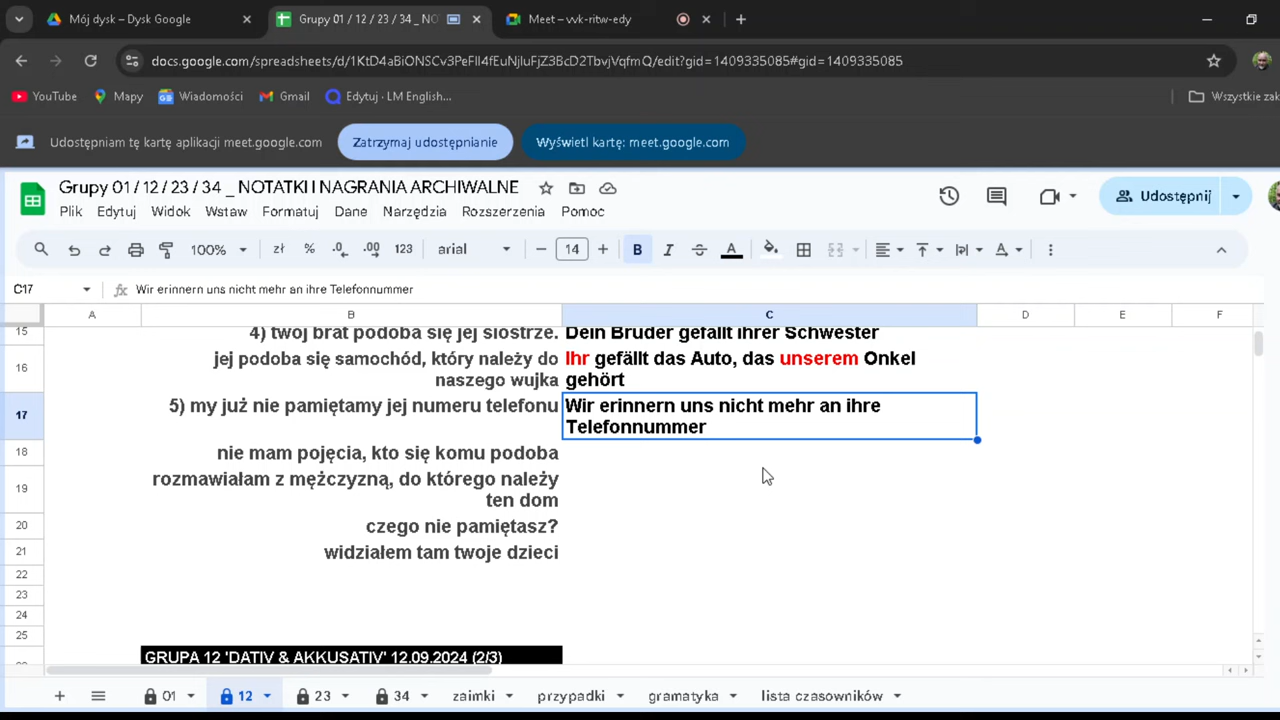 Mój dysk – Dysk Google
Grupy 01 / 12 / 23 / 34 _ N
Meet – vvk-ritw-edy
docs.google.com/spreadsheets/d/1KtD4aBiONSCv3PeFlI4fEuNjluFjZ3BcD2TbvjVqfmQ/edit?gid=1409335085#gid=1409335085
YouTube
Mapy
Wiadomości
Gmail
Edytuj · LM English...
Wszystkie zak
Udostępniam tę kartę aplikacji meet.google.com
Zatrzymaj udostępnianie
Wyświetl kartę: meet.google.com
Grupy 01 / 12 / 23 / 34 _ NOTATKI I NAGRANIA ARCHIWALNE
Udostępnij
Plik Edytuj Widok Wstaw Formatuj Dane Narzędzia Rozszerzenia Pomoc
100% zł % .0 .00 123 arial 14 B I S A A
C17 fx Wir erinnern uns nicht mehr an ihre Telefonnummer
A B C D E F
15 4) twoj brat podoba się jej siostrze. Dein Bruder gefällt ihrer Schwester
16 jej podoba się samochód, który należy do naszego wujka Ihr gefällt das Auto, das unserem Onkel gehört
17 5) my już nie pamiętamy jej numeru telefonu Wir erinnern uns nicht mehr an ihre Telefonnummer
18 nie mam pojęcia, kto się komu podoba
19 rozmawiałam z mężczyzną, do którego należy ten dom
20 czego nie pamiętasz?
21 widziałem tam twoje dzieci
22
23
24
25
GRUPA 12 'DATIV & AKKUSATIV' 12.09.2024 (2/3)
01 12 23 34 zaimki przypadki gramatyka lista czasowników